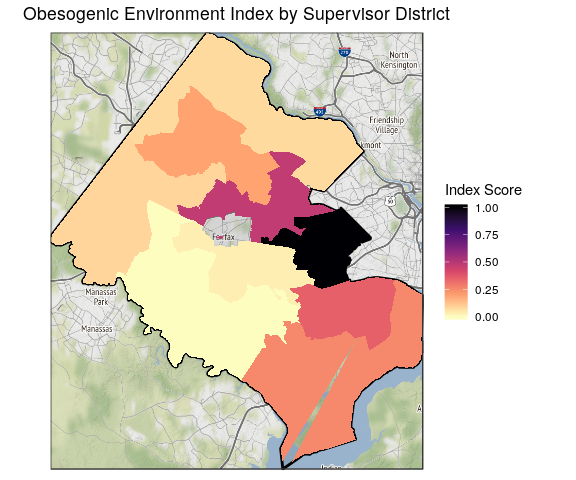 Obesogenic Environment Index by Supervisor District
270
North
Kensington
495
Friendship
Village
kmont
50
Fairfax
Manassas
Park
Manassas
A
Index Score
1.00
0.75
0.50
0.25
0.00